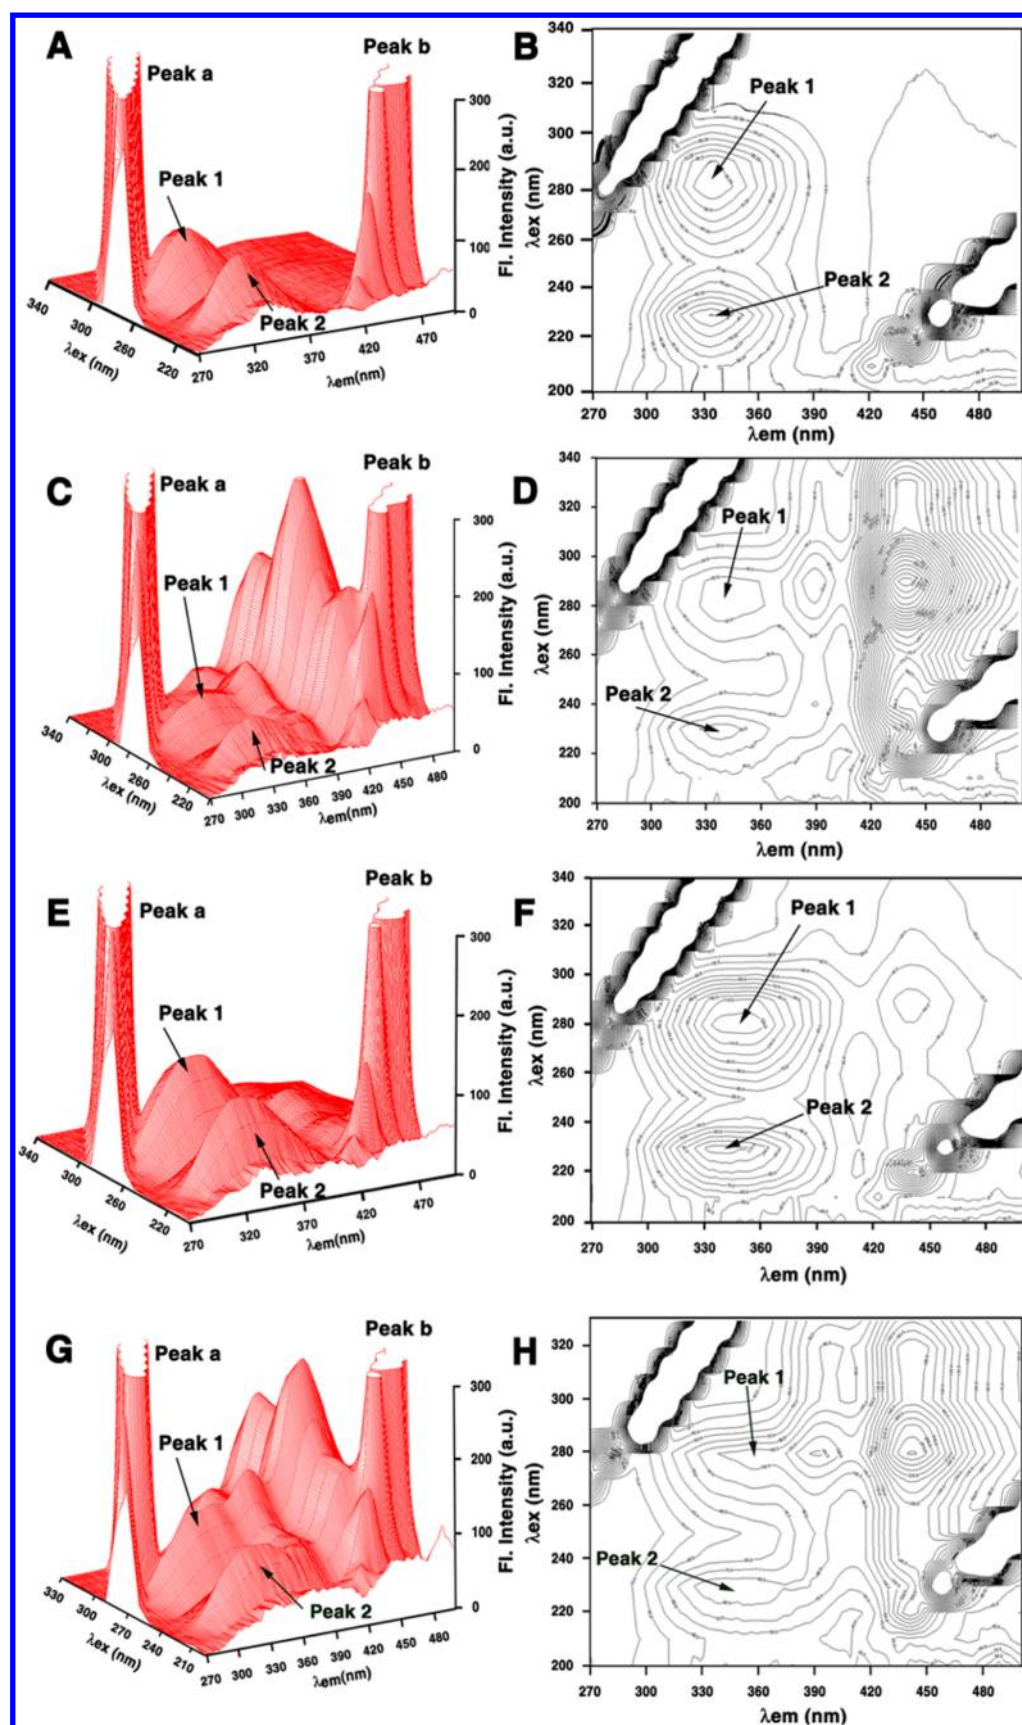 A
Peak a
Peak b
Peak 1
Peak 2
300
200
100
0
Fl. Intensity (a.u.)
340
300
260
220
λex (nm)
270
320
370
420
470
λem(nm)
B
Peak 1
Peak 2
340
320
300
280
260
240
220
200
λex (nm)
270
300
330
360
390
420
450
480
λem (nm)
C
Peak a
Peak b
Peak 1
Peak 2
300
200
100
0
Fl. Intensity (a.u.)
340
300
260
220
λex (nm)
270
300
330
360
390
420
450
480
λem(nm)
D
Peak 1
Peak 2
340
320
300
280
260
240
220
200
λex (nm)
270
300
330
360
390
420
450
480
λem (nm)
E
Peak a
Peak b
Peak 1
Peak 2
300
200
100
0
Fl. Intensity (a.u.)
340
300
260
220
λex (nm)
270
320
370
420
470
λem(nm)
F
Peak 1
Peak 2
340
320
300
280
260
240
220
200
λex (nm)
270
300
330
360
390
420
450
480
λem (nm)
G
Peak a
Peak b
Peak 1
Peak 2
300
200
100
0
Fl. Intensity (a.u.)
330
300
270
240
210
λex (nm)
270
300
330
360
390
420
450
480
λem(nm)
H
Peak 1
Peak 2
320
300
280
260
240
220
200
λex (nm)
270
300
330
360
390
420
450
480
λem (nm)